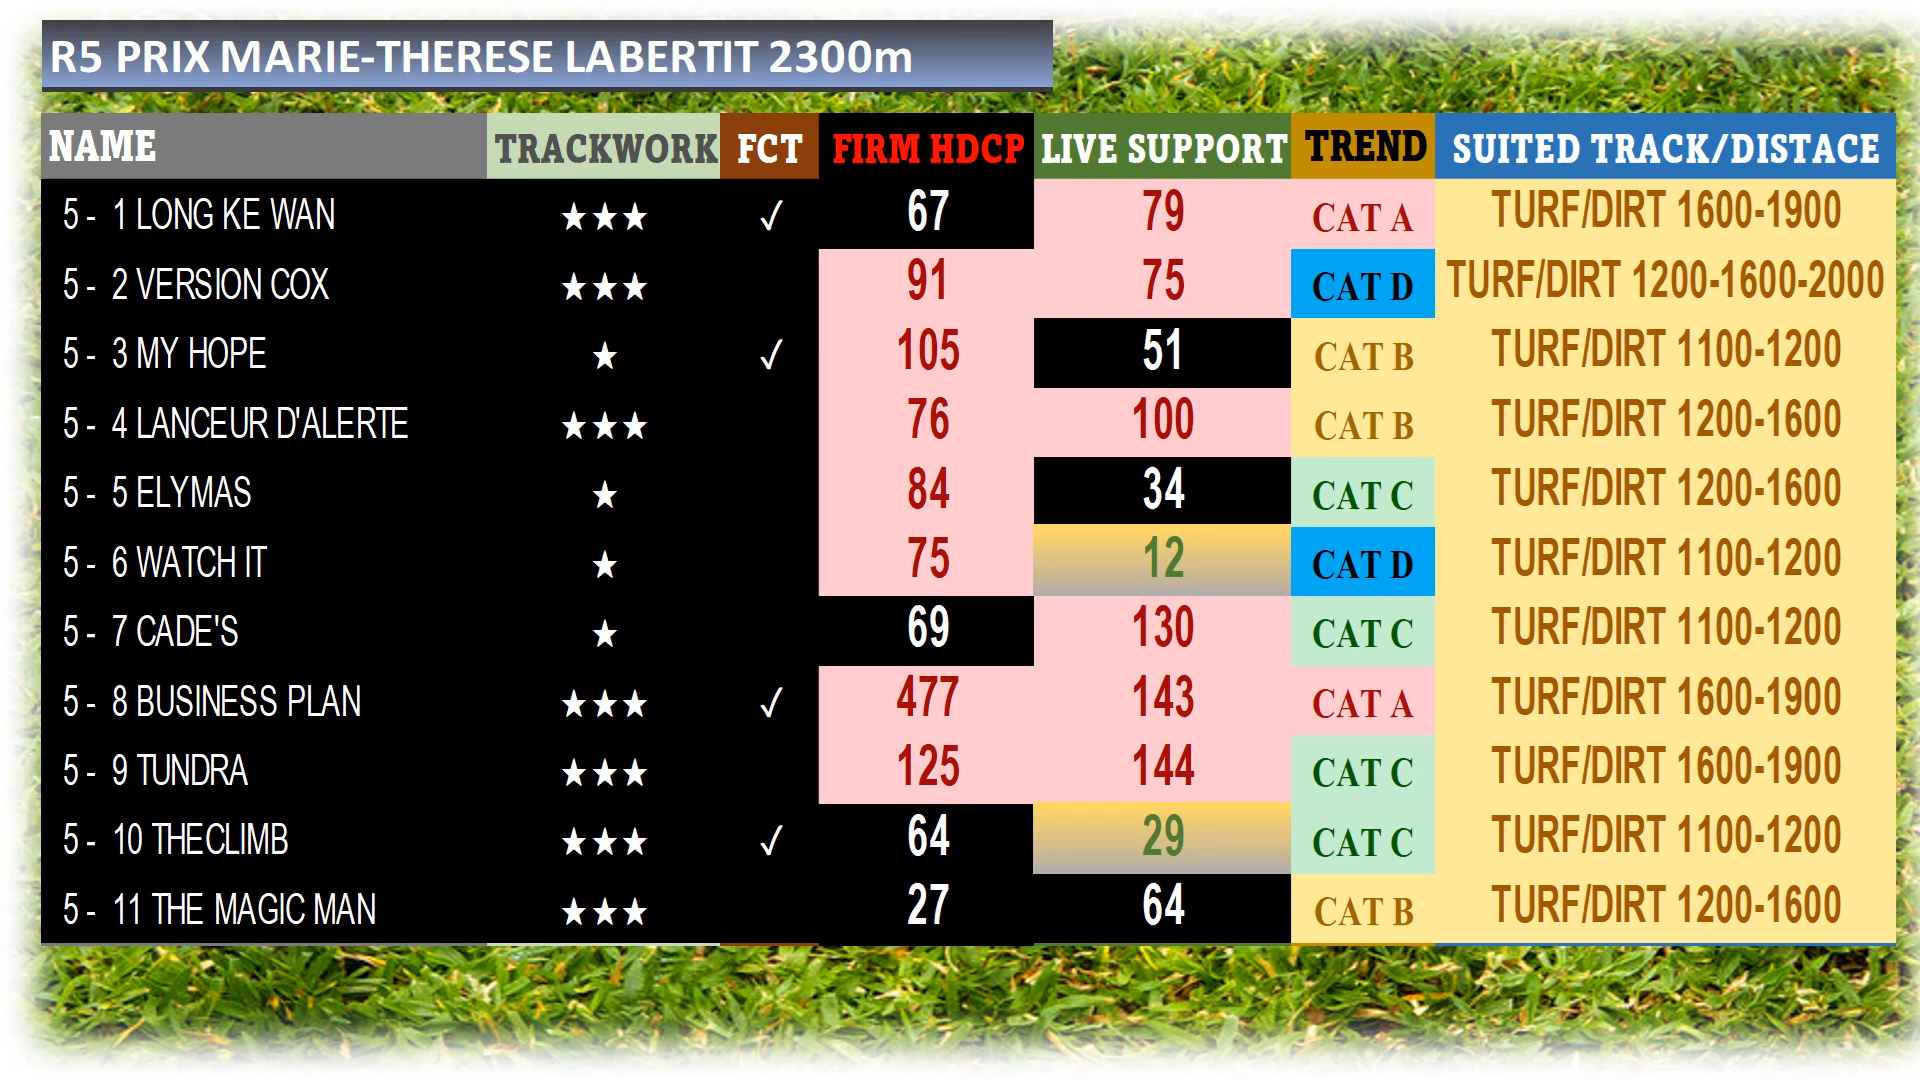 R5 PRIX MARIE-THERESE LABERTIT 2300m
NAME TRACKWORK FCT FIRM HDCP LIVE SUPPORT TREND SUITED TRACK/DISTACE
5 - 1 LONG KE WAN ★★★ ✓ 67 79 CAT A TURF/DIRT 1600-1900
5 - 2 VERSION COX ★★★ 91 75 CAT D TURF/DIRT 1200-1600-2000
5 - 3 MY HOPE ★ ✓ 105 51 CAT B TURF/DIRT 1100-1200
5 - 4 LANCEUR D'ALERTE ★★★ 76 100 CAT B TURF/DIRT 1200-1600
5 - 5 ELYMAS ★ 84 34 CAT C TURF/DIRT 1200-1600
5 - 6 WATCH IT ★ 75 12 CAT D TURF/DIRT 1100-1200
5 - 7 CADE'S ★ 69 130 CAT C TURF/DIRT 1100-1200
5 - 8 BUSINESS PLAN ★★★ ✓ 477 143 CAT A TURF/DIRT 1600-1900
5 - 9 TUNDRA ★★★ 125 144 CAT C TURF/DIRT 1600-1900
5 - 10 THECLIMB ★★★ ✓ 64 29 CAT C TURF/DIRT 1100-1200
5 - 11 THE MAGIC MAN ★★★ 27 64 CAT B TURF/DIRT 1200-1600